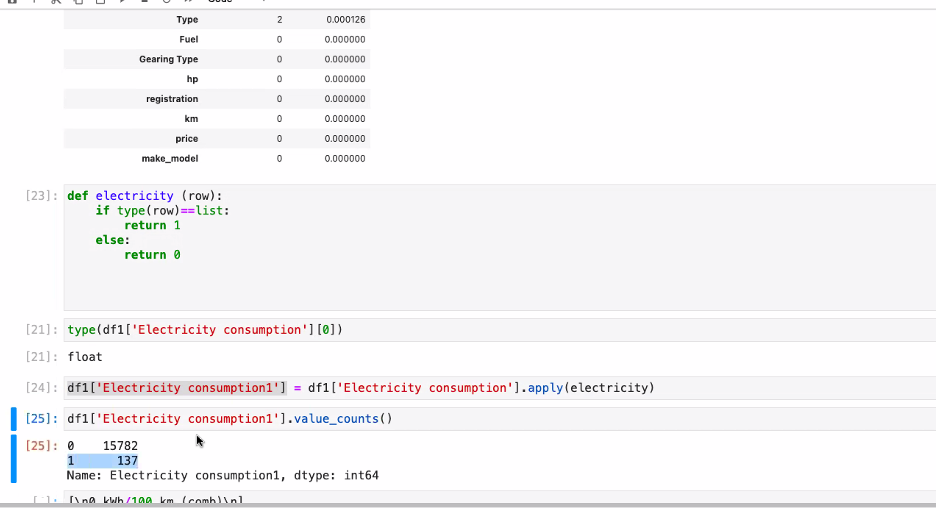 Type 2 0.000126
Fuel 0 0.000000
Gearing Type 0 0.000000
hp 0 0.000000
registration 0 0.000000
km 0 0.000000
price 0 0.000000
make_model 0 0.000000
[23]: def electricity (row):
if type(row)==list:
return 1
else:
return 0
[21]: type(df1['Electricity consumption'][0])
[21]: float
[24]: df1['Electricity consumption1'] = df1['Electricity consumption'].apply(electricity)
[25]: df1['Electricity consumption1'].value_counts()
[25]: 0 15782
1 137
Name: Electricity consumption1, dtype: int64
[ ]: [\n0 kWh/100 km (comb)\n]